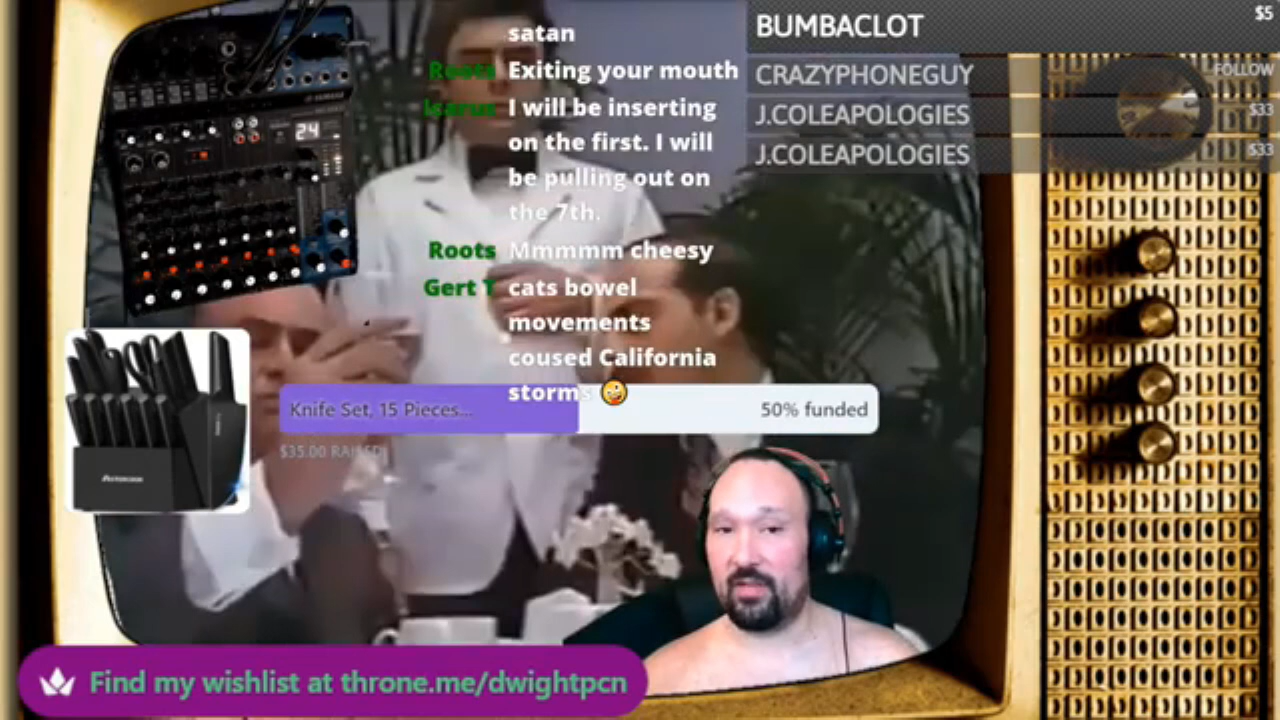 satan
Roots Exiting your mouth
Icarus I will be inserting
on the first. I will
be pulling out on
the 7th.
Roots Mmmmm cheesy
Gert T cats bowel
movements
coused California
storms 🤪
BUMBACLOT $5
CRAZYPHONEGUY FOLLOW
J.COLEAPOLOGIES $33
J.COLEAPOLOGIES $33
24
Knife Set, 15 Pieces... 50% funded
$35.00 RAISED
Find my wishlist at throne.me/dwightpcn